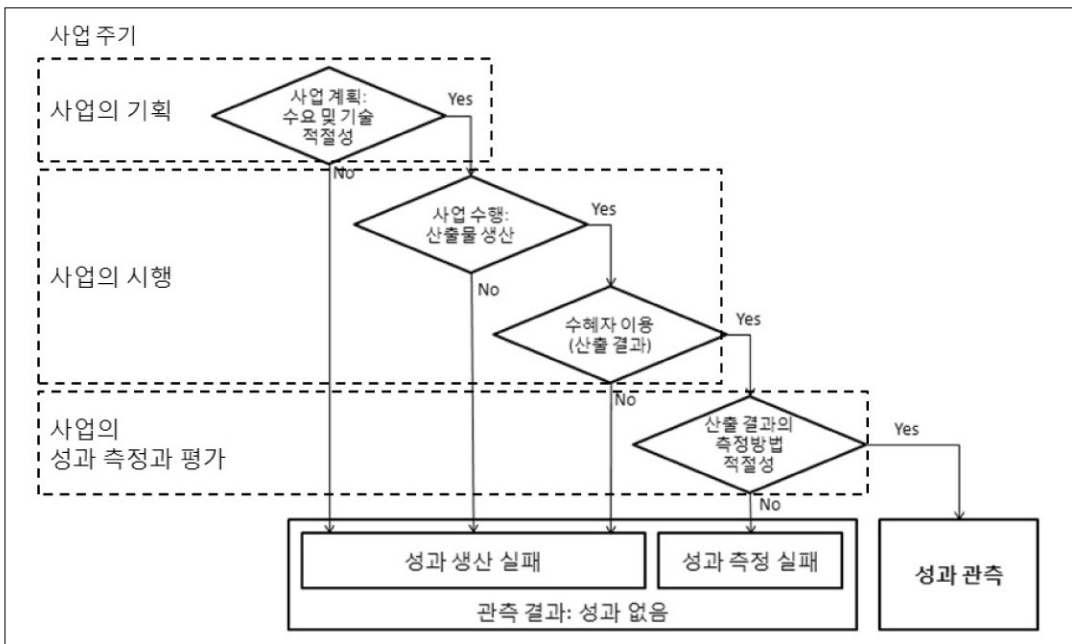 사업 주기
사업의 기획
사업 계획:
수요 및 기술
적절성
Yes
No
사업의 시행
사업 수행:
산출물 생산
Yes
No
수혜자 이용
(산출 결과)
Yes
No
사업의
성과 측정과 평가
산출 결과의
측정방법
적절성
Yes
No
성과 생산 실패
성과 측정 실패
관측 결과: 성과 없음
성과 관측